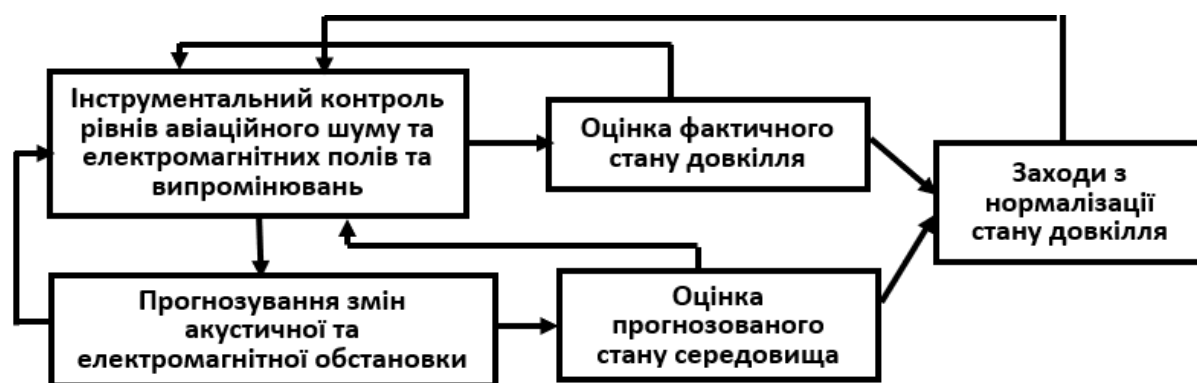 Інструментальний контроль
рівнів авіаційного шуму та
електромагнітних полів та
випромінювань
Оцінка фактичного
стану довкілля
Заходи з
нормалізації
стану довкілля
Прогнозування змін
акустичної та
електромагнітної обстановки
Оцінка
прогнозованого
стану середовища